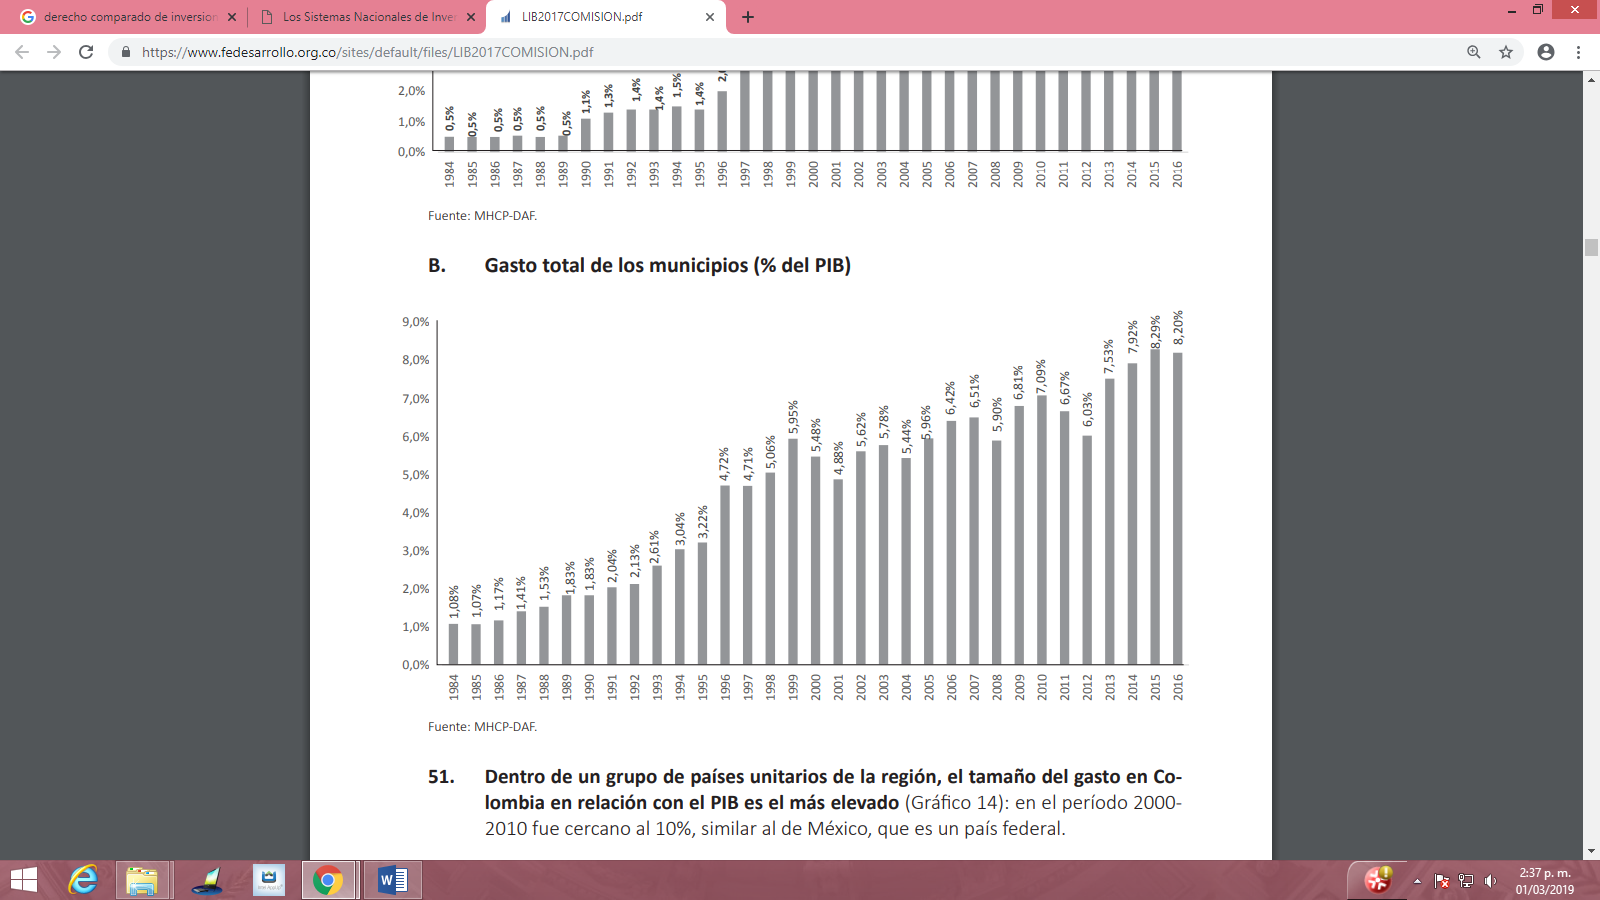 derecho comparado de inversion
Los Sistemas Nacionales de Inver
LIB2017COMISION.pdf
https://www.fedesarrollo.org.co/sites/default/files/LIB2017COMISION.pdf
2,0%
1,0%
0,0%
0,5% 0,5% 0,5% 0,5% 0,5% 0,5% 1,1% 1,3% 1,4% 1,4% 1,5% 1,4%
1984 1985 1986 1987 1988 1989 1990 1991 1992 1993 1994 1995 1996 1997 1998 1999 2000 2001 2002 2003 2004 2005 2006 2007 2008 2009 2010 2011 2012 2013 2014 2015 2016
Fuente: MHCP-DAF.
B. Gasto total de los municipios (% del PIB)
9,0%
8,0%
7,0%
6,0%
5,0%
4,0%
3,0%
2,0%
1,0%
0,0%
1,08% 1,07% 1,17% 1,41% 1,53% 1,83% 1,83% 2,04% 2,13% 2,61% 3,04% 3,22% 4,72% 4,71% 5,06% 5,95% 5,48% 4,88% 5,62% 5,78% 5,44% 5,96% 6,42% 6,51% 5,90% 6,81% 7,09% 6,67% 6,03% 7,53% 7,92% 8,29% 8,20%
1984 1985 1986 1987 1988 1989 1990 1991 1992 1993 1994 1995 1996 1997 1998 1999 2000 2001 2002 2003 2004 2005 2006 2007 2008 2009 2010 2011 2012 2013 2014 2015 2016
Fuente: MHCP-DAF.
51. Dentro de un grupo de países unitarios de la región, el tamaño del gasto en Co-
lombia en relación con el PIB es el más elevado (Gráfico 14): en el período 2000-
2010 fue cercano al 10%, similar al de México, que es un país federal.
2:37 p. m.
01/03/2019